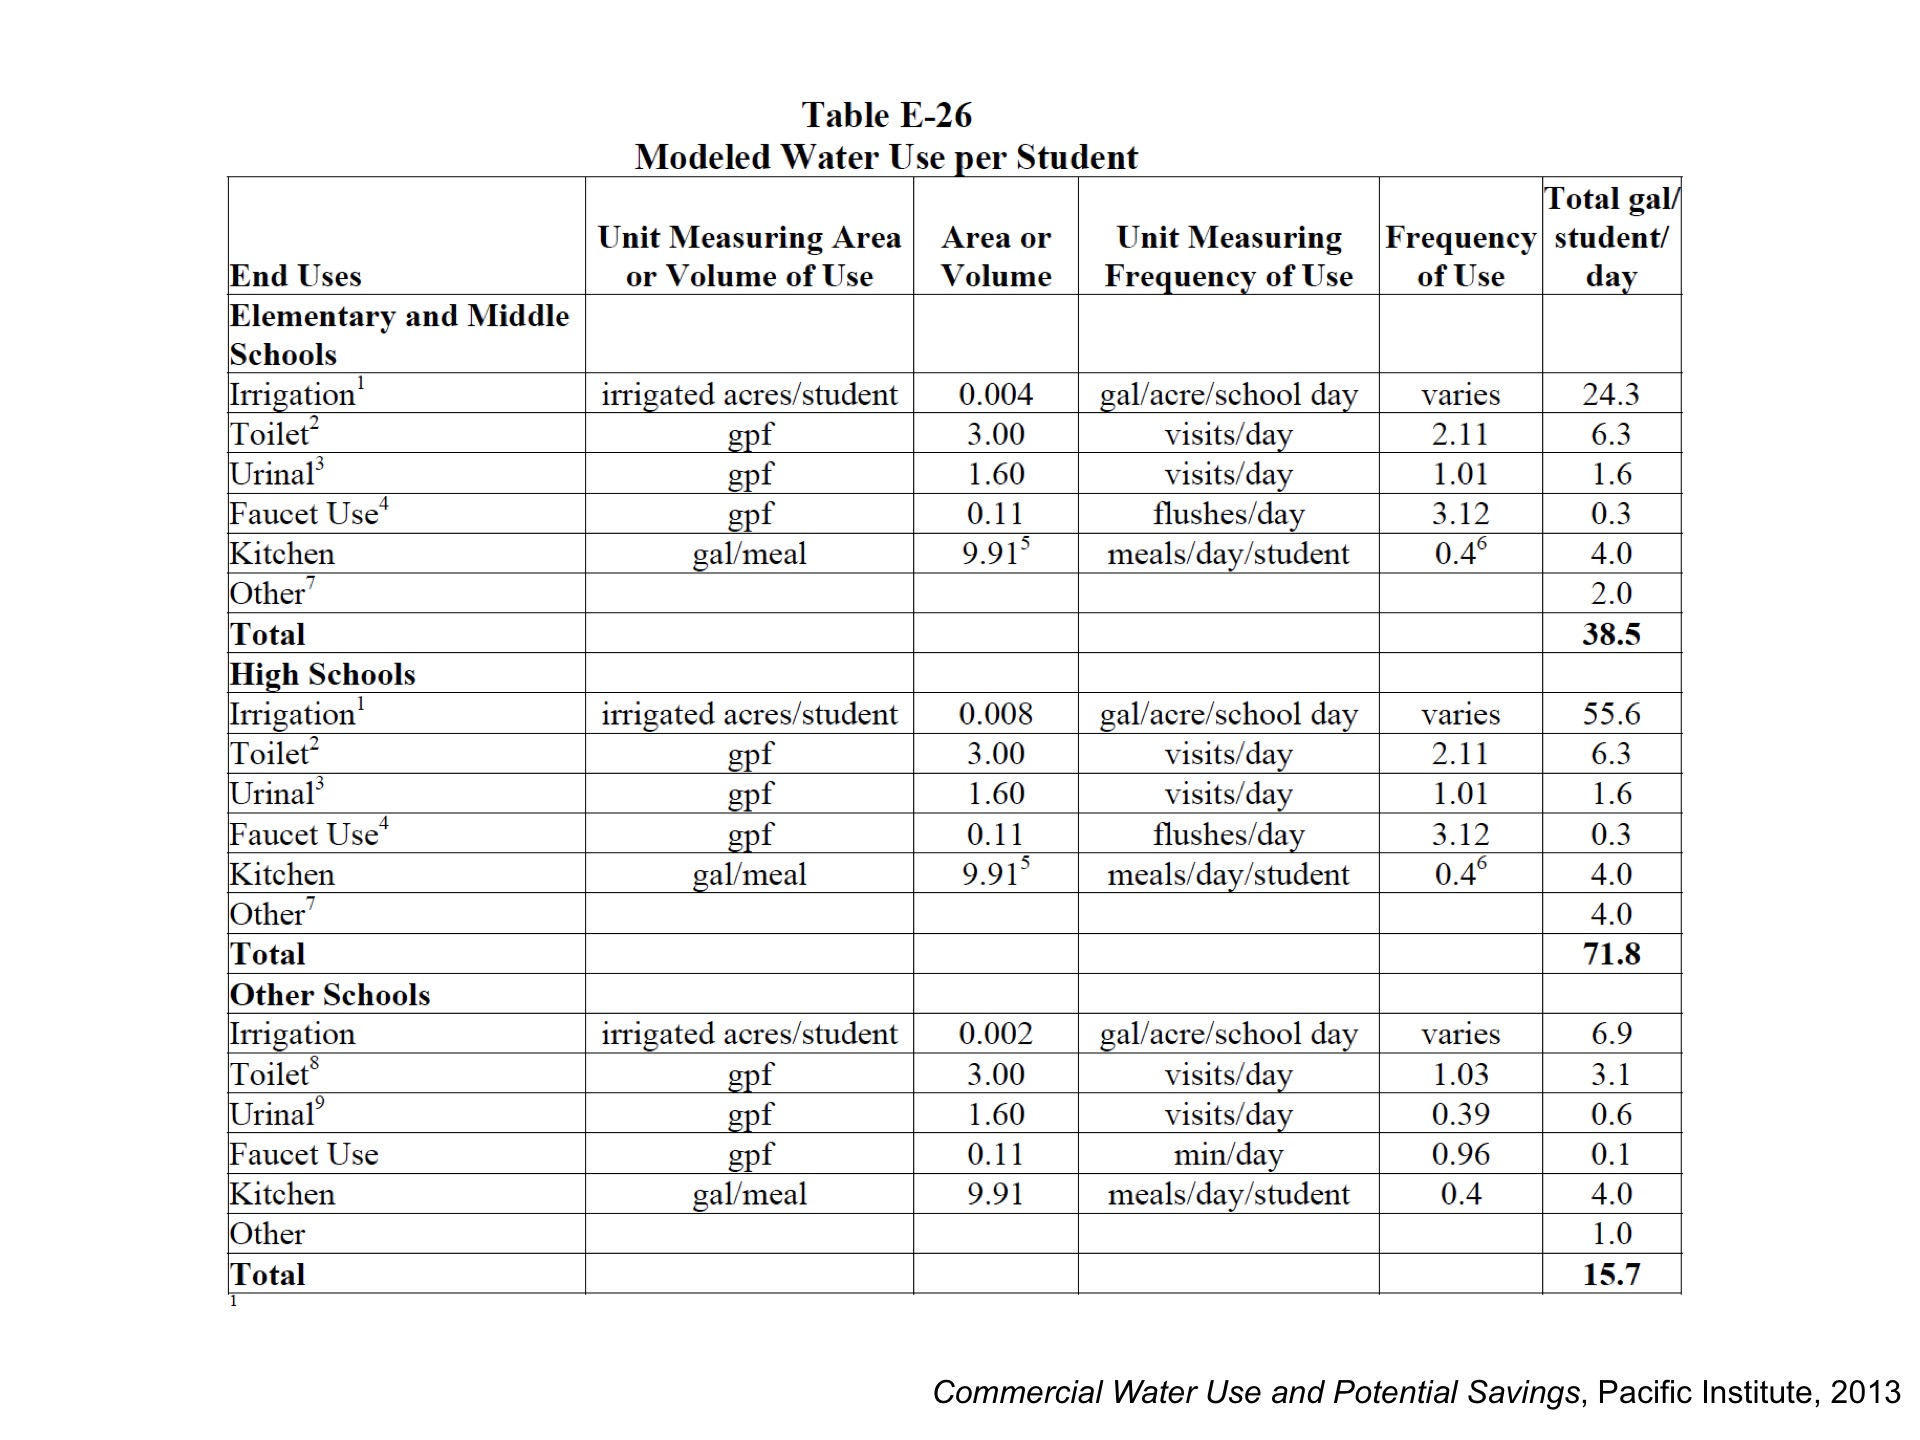 Table E-26
Modeled Water Use per Student
End Uses | Unit Measuring Area or Volume of Use | Area or Volume | Unit Measuring Frequency of Use | Frequency of Use | Total gal/ student/ day
Elementary and Middle Schools
Irrigation¹ | irrigated acres/student | 0.004 | gal/acre/school day | varies | 24.3
Toilet² | gpf | 3.00 | visits/day | 2.11 | 6.3
Urinal³ | gpf | 1.60 | visits/day | 1.01 | 1.6
Faucet Use⁴ | gpf | 0.11 | flushes/day | 3.12 | 0.3
Kitchen | gal/meal | 9.91⁵ | meals/day/student | 0.4⁶ | 4.0
Other⁷ | 2.0
Total | 38.5
High Schools
Irrigation¹ | irrigated acres/student | 0.008 | gal/acre/school day | varies | 55.6
Toilet² | gpf | 3.00 | visits/day | 2.11 | 6.3
Urinal³ | gpf | 1.60 | visits/day | 1.01 | 1.6
Faucet Use⁴ | gpf | 0.11 | flushes/day | 3.12 | 0.3
Kitchen | gal/meal | 9.91⁵ | meals/day/student | 0.4⁶ | 4.0
Other⁷ | 4.0
Total | 71.8
Other Schools
Irrigation | irrigated acres/student | 0.002 | gal/acre/school day | varies | 6.9
Toilet⁸ | gpf | 3.00 | visits/day | 1.03 | 3.1
Urinal⁹ | gpf | 1.60 | visits/day | 0.39 | 0.6
Faucet Use | gpf | 0.11 | min/day | 0.96 | 0.1
Kitchen | gal/meal | 9.91 | meals/day/student | 0.4 | 4.0
Other | 1.0
Total | 15.7
1
Commercial Water Use and Potential Savings, Pacific Institute, 2013